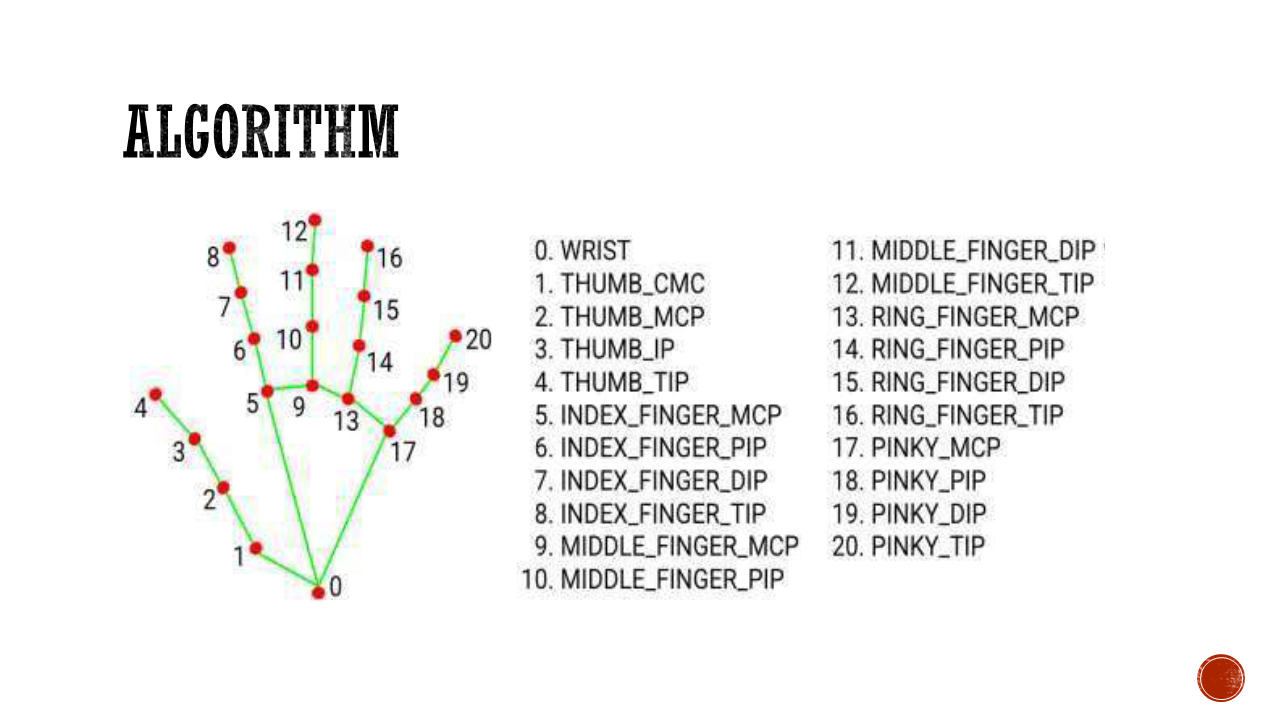 ALGORITHM
12
8
16
11
7
15
10
6
14
20
19
4
5
9
13
18
3
17
2
1
0
0. WRIST
1. THUMB_CMC
2. THUMB_MCP
3. THUMB_IP
4. THUMB_TIP
5. INDEX_FINGER_MCP
6. INDEX_FINGER_PIP
7. INDEX_FINGER_DIP
8. INDEX_FINGER_TIP
9. MIDDLE_FINGER_MCP
10. MIDDLE_FINGER_PIP
11. MIDDLE_FINGER_DIP
12. MIDDLE_FINGER_TIP
13. RING_FINGER_MCP
14. RING_FINGER_PIP
15. RING_FINGER_DIP
16. RING_FINGER_TIP
17. PINKY_MCP
18. PINKY_PIP
19. PINKY_DIP
20. PINKY_TIP